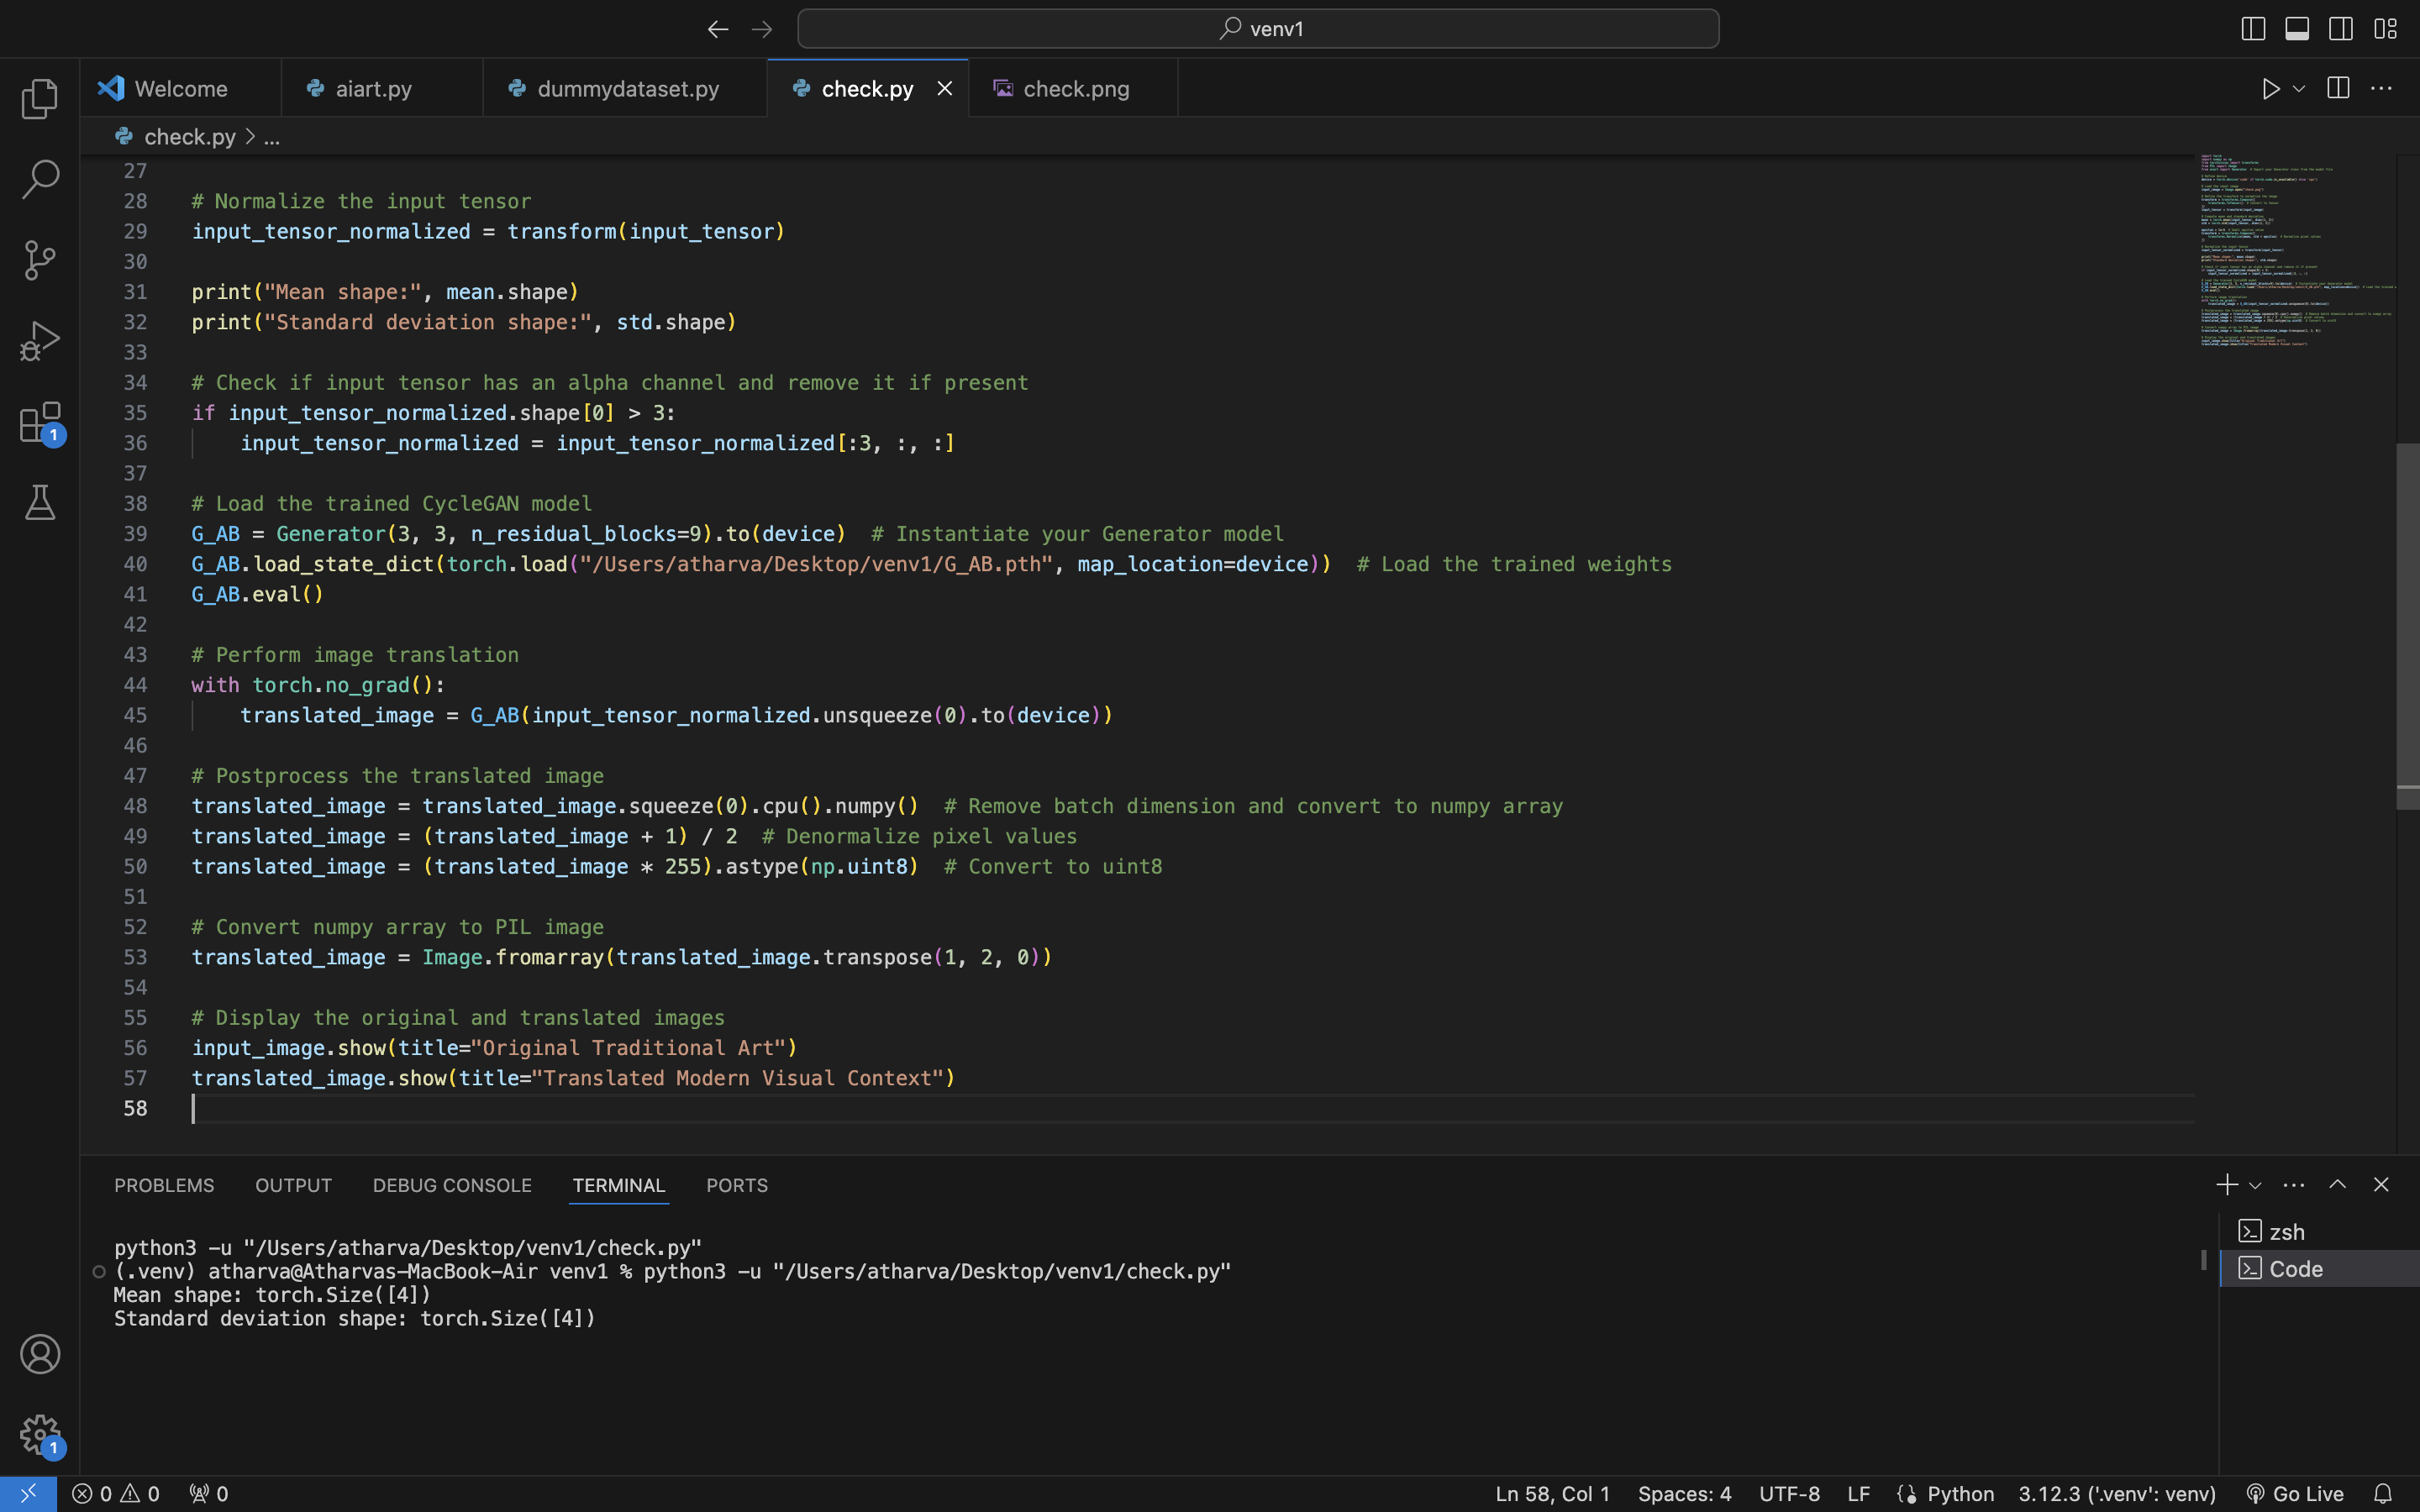 venv1
Welcome
aiart.py
dummydataset.py
check.py
check.png
check.py > ...
27
28 # Normalize the input tensor
29 input_tensor_normalized = transform(input_tensor)
30
31 print("Mean shape:", mean.shape)
32 print("Standard deviation shape:", std.shape)
33
34 # Check if input tensor has an alpha channel and remove it if present
35 if input_tensor_normalized.shape[0] > 3:
36     input_tensor_normalized = input_tensor_normalized[:3, :, :]
37
38 # Load the trained CycleGAN model
39 G_AB = Generator(3, 3, n_residual_blocks=9).to(device)  # Instantiate your Generator model
40 G_AB.load_state_dict(torch.load("/Users/atharva/Desktop/venv1/G_AB.pth", map_location=device))  # Load the trained weights
41 G_AB.eval()
42
43 # Perform image translation
44 with torch.no_grad():
45     translated_image = G_AB(input_tensor_normalized.unsqueeze(0).to(device))
46
47 # Postprocess the translated image
48 translated_image = translated_image.squeeze(0).cpu().numpy()  # Remove batch dimension and convert to numpy array
49 translated_image = (translated_image + 1) / 2  # Denormalize pixel values
50 translated_image = (translated_image * 255).astype(np.uint8)  # Convert to uint8
51
52 # Convert numpy array to PIL image
53 translated_image = Image.fromarray(translated_image.transpose(1, 2, 0))
54
55 # Display the original and translated images
56 input_image.show(title="Original Traditional Art")
57 translated_image.show(title="Translated Modern Visual Context")
58
1
PROBLEMS OUTPUT DEBUG CONSOLE TERMINAL PORTS
python3 -u "/Users/atharva/Desktop/venv1/check.py"
(.venv) atharva@Atharvas-MacBook-Air venv1 % python3 -u "/Users/atharva/Desktop/venv1/check.py"
Mean shape: torch.Size([4])
Standard deviation shape: torch.Size([4])
zsh
Code
1
0 0 0
Ln 58, Col 1 Spaces: 4 UTF-8 LF Python 3.12.3 ('.venv': venv) Go Live